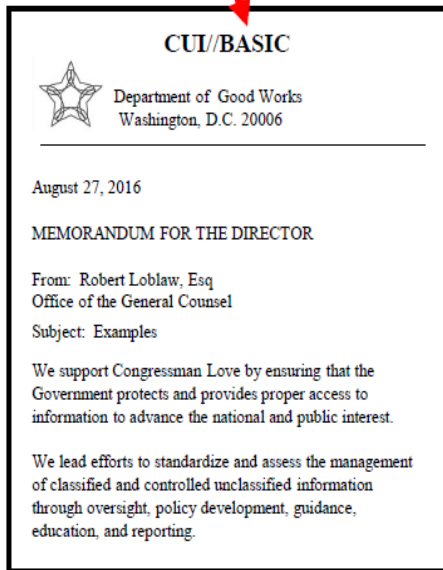 CUI//BASIC
Department of Good Works
Washington, D.C. 20006
August 27, 2016
MEMORANDUM FOR THE DIRECTOR
From: Robert Loblaw, Esq
Office of the General Counsel
Subject: Examples
We support Congressman Love by ensuring that the
Government protects and provides proper access to
information to advance the national and public interest.
We lead efforts to standardize and assess the management
of classified and controlled unclassified information
through oversight, policy development, guidance,
education, and reporting.